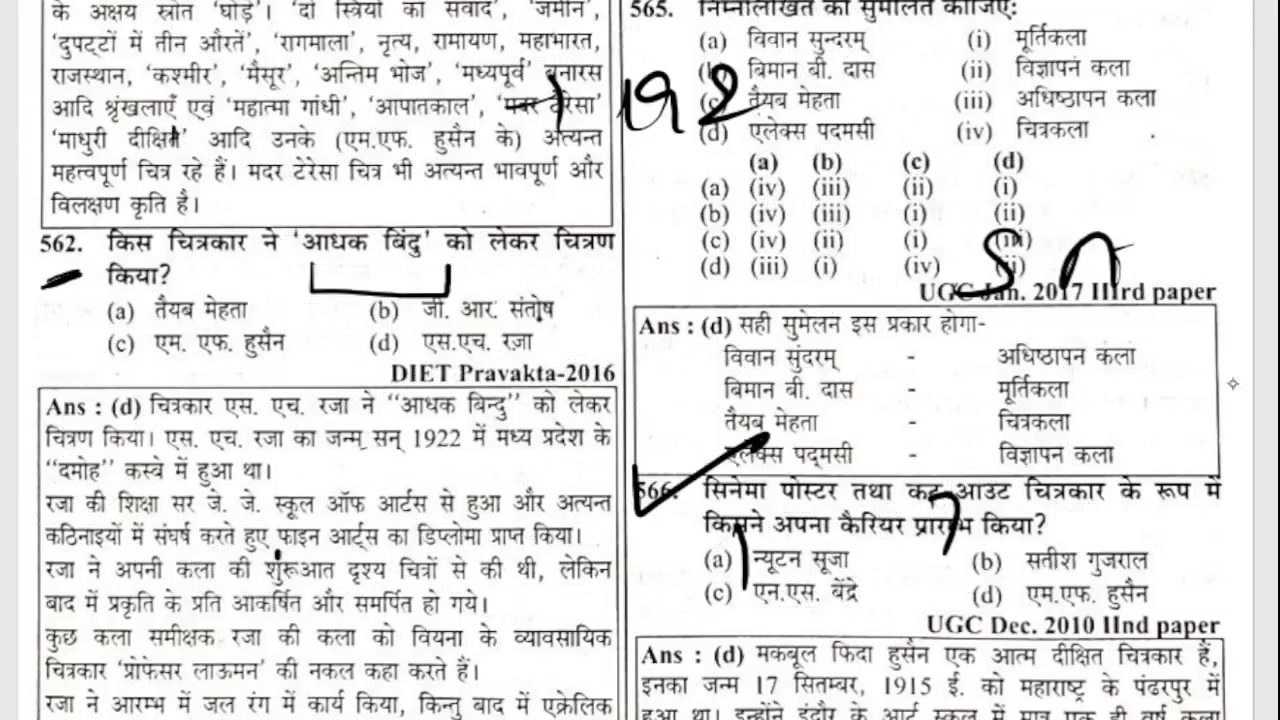 के अक्षय स्रोत 'घोड़े'। 'दो स्त्रियों का संवाद', 'जमीन',
'दुपट्टों में तीन औरतें', 'रागमाला', नृत्य, रामायण, महाभारत,
राजस्थान, 'कश्मीर', 'मैसूर', 'अन्तिम भोज', 'मध्यपूर्व' बनारस
आदि श्रृंखलाएँ एवं 'महात्मा गांधी', 'आपातकाल', 'मदर टेरेसा'
'माधुरी दीक्षित' आदि उनके (एम.एफ. हुसैन के) अत्यन्त
महत्वपूर्ण चित्र रहे हैं। मदर टेरेसा चित्र भी अत्यन्त भावपूर्ण और
विलक्षण कृति है।
562. किस चित्रकार ने 'आधक बिंदु' को लेकर चित्रण
किया?
(a) तैयब मेहता (b) जी. आर. संतोष
(c) एम. एफ. हुसैन (d) एस.एच. रज़ा
DIET Pravakta-2016
Ans : (d) चित्रकार एस. एच. रजा ने "आधक बिन्दु" को लेकर
चित्रण किया। एस. एच. रजा का जन्म सन् 1922 में मध्य प्रदेश के
"दमोह" कस्वे में हुआ था।
रजा की शिक्षा सर जे. जे. स्कूल ऑफ आर्टस से हुआ और अत्यन्त
कठिनाइयों में संघर्ष करते हुए फाइन आर्ट्स का डिप्लोमा प्राप्त किया।
रजा ने अपनी कला की शुरूआत दृश्य चित्रों से की थी, लेकिन
बाद में प्रकृति के प्रति आकर्षित और समर्पित हो गये।
कुछ कला समीक्षक रजा की कला को वियना के व्यावसायिक
चित्रकार 'प्रोफेसर लाऊमन' की नकल कहा करते हैं।
रजा ने आरम्भ में जल रंग में कार्य किया, किन्तु बाद में एक्रेलिक
565. निम्नलिखित को सुमेलित कीजिए:
(a) विवान सुन्दरम् (i) मूर्तिकला
(b) बिमान बी. दास (ii) विज्ञापन कला
(c) तैयब मेहता (iii) अधिष्ठापन कला
(d) एलेक्स पदमसी (iv) चित्रकला
(a) (b) (c) (d)
(a) (iv) (iii) (ii) (i)
(b) (iv) (iii) (i) (ii)
(c) (iv) (ii) (i) (iii)
(d) (iii) (i) (iv) (ii)
UGC Jan. 2017 IIIrd paper
Ans : (d) सही सुमेलन इस प्रकार होगा-
विवान सुंदरम् - अधिष्ठापन कला
बिमान बी. दास - मूर्तिकला
तैयब मेहता - चित्रकला
एलेक्स पद्मसी - विज्ञापन कला
566. सिनेमा पोस्टर तथा कट आउट चित्रकार के रूप में
किसने अपना कैरियर प्रारम्भ किया?
(a) न्यूटन सूजा (b) सतीश गुजराल
(c) एन.एस. बेंद्रे (d) एम.एफ. हुसैन
UGC Dec. 2010 IInd paper
Ans : (d) मकबूल फिदा हुसैन एक आत्म दीक्षित चित्रकार हैं,
इनका जन्म 17 सितम्बर, 1915 ई. को महाराष्ट्र के पंढरपुर में
हुआ था। इन्होंने इंदौर के आर्ट स्कूल में मात्र एक ही वर्ष कला